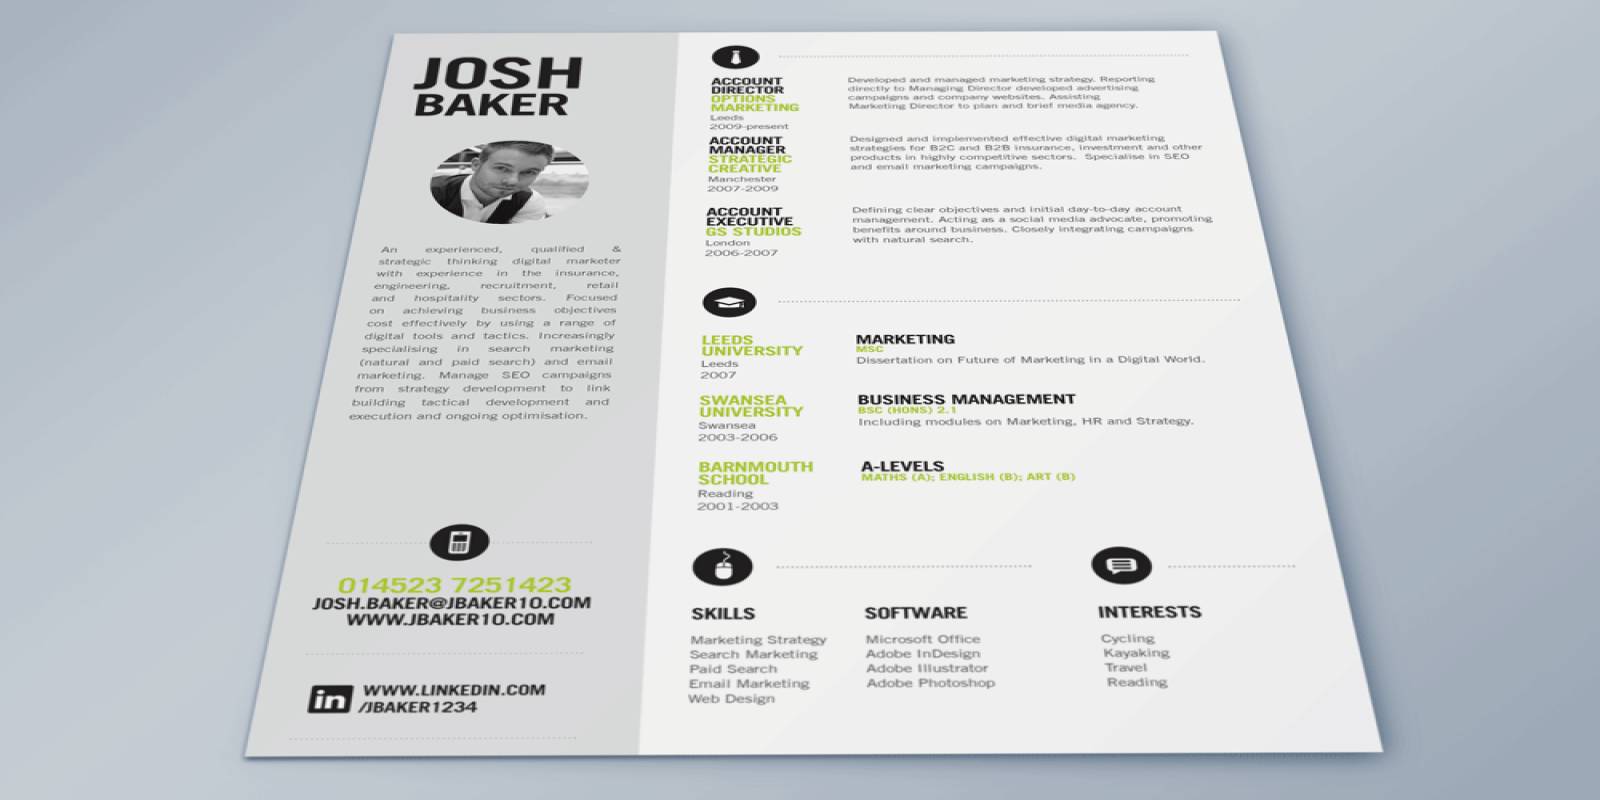 JOSH
BAKER
An experienced, qualified &
strategic thinking digital marketer
with experience in the insurance,
engineering, recruitment, retail
and hospitality sectors. Focused
on achieving business objectives
cost effectively by using a range of
digital tools and tactics. Increasingly
specialising in search marketing
(natural and paid search) and email
marketing. Manage SEO campaigns
from strategy development to link
building tactical development and
execution and ongoing optimisation.
014523 7251423
JOSH.BAKER@JBAKER10.COM
WWW.JBAKER10.COM
in
WWW.LINKEDIN.COM
/JBAKER1234
ACCOUNT
DIRECTOR
OPTIONS
MARKETING
Leeds
2009-present
Developed and managed marketing strategy. Reporting
directly to Managing Director developed advertising
campaigns and company websites. Assisting
Marketing Director to plan and brief media agency.
ACCOUNT
MANAGER
STRATEGIC
CREATIVE
Manchester
2007-2009
Designed and implemented effective digital marketing
strategies for B2C and B2B insurance, investment and other
products in highly competitive sectors. Specialise in SEO
and email marketing campaigns.
ACCOUNT
EXECUTIVE
GS STUDIOS
London
2006-2007
Defining clear objectives and initial day-to-day account
management. Acting as a social media advocate, promoting
benefits around business. Closely integrating campaigns
with natural search.
LEEDS
UNIVERSITY
Leeds
2007
MARKETING
MSC
Dissertation on Future of Marketing in a Digital World.
SWANSEA
UNIVERSITY
Swansea
2003-2006
BUSINESS MANAGEMENT
BSC (HONS) 2.1
Including modules on Marketing, HR and Strategy.
BARNMOUTH
SCHOOL
Reading
2001-2003
A-LEVELS
MATHS (A); ENGLISH (B); ART (B)
SKILLS
Marketing Strategy
Search Marketing
Paid Search
Email Marketing
Web Design
SOFTWARE
Microsoft Office
Adobe InDesign
Adobe Illustrator
Adobe Photoshop
INTERESTS
Cycling
Kayaking
Travel
Reading